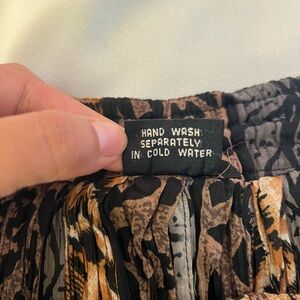 HAND WASH
SEPARATELY
IN COLD WATER